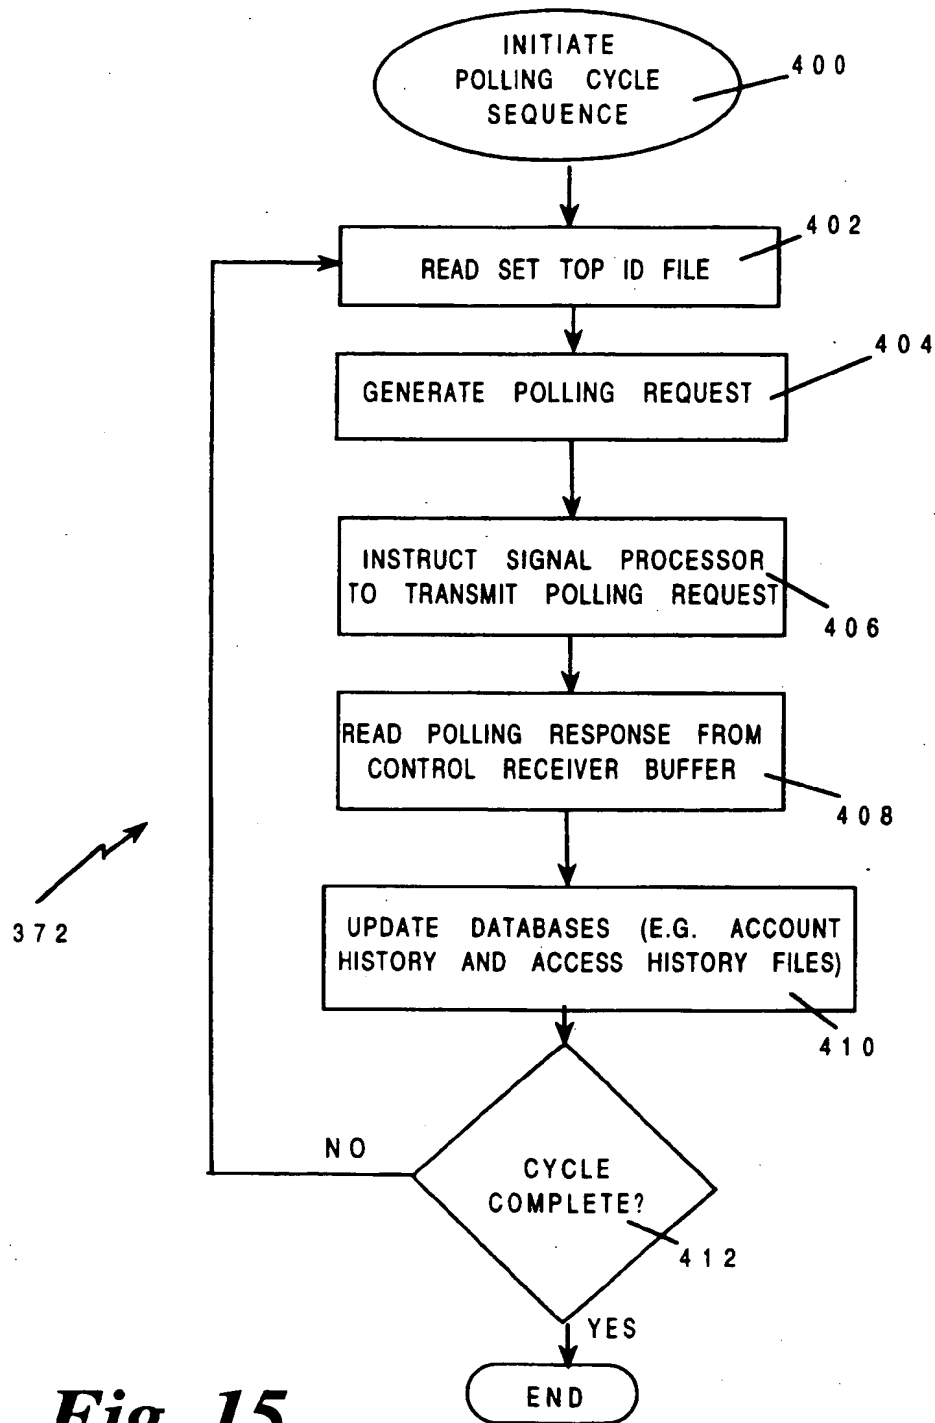 INITIATE
POLLING CYCLE
SEQUENCE
400
402
READ SET TOP ID FILE
404
GENERATE POLLING REQUEST
INSTRUCT SIGNAL PROCESSOR
TO TRANSMIT POLLING REQUEST
406
READ POLLING RESPONSE FROM
CONTROL RECEIVER BUFFER
408
372
UPDATE DATABASES (E.G. ACCOUNT
HISTORY AND ACCESS HISTORY FILES)
410
NO
CYCLE
COMPLETE?
412
YES
END
Fig. 15